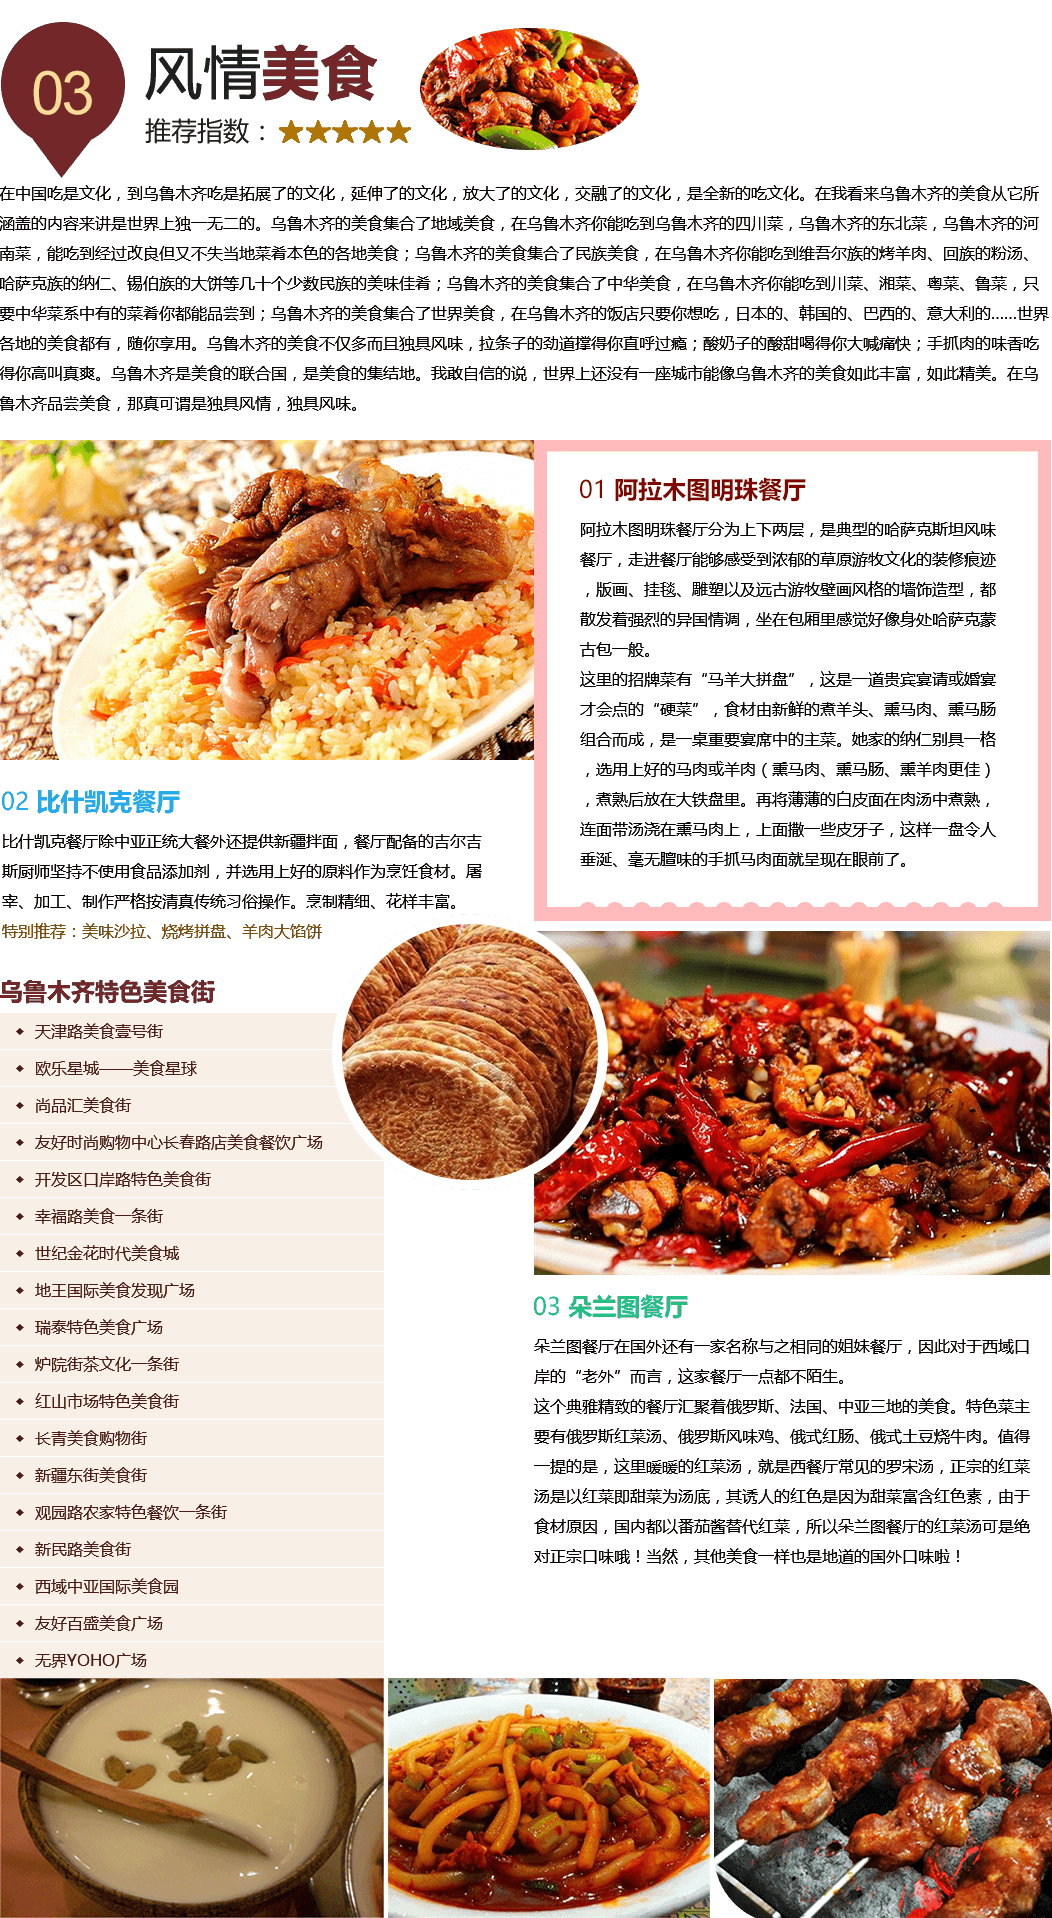 03
风情美食
推荐指数：★★★★★
在中国吃是文化，到乌鲁木齐吃是拓展了的文化，延伸了的文化，放大了的文化，交融了的文化，是全新的吃文化。在我看来乌鲁木齐的美食从它所
涵盖的内容来讲是世界上独一无二的。乌鲁木齐的美食集合了地域美食，在乌鲁木齐你能吃到乌鲁木齐的四川菜，乌鲁木齐的东北菜，乌鲁木齐的河
南菜，能吃到经过改良但又不失当地菜肴本色的各地美食；乌鲁木齐的美食集合了民族美食，在乌鲁木齐你能吃到维吾尔族的烤羊肉、回族的粉汤、
哈萨克族的纳仁、锡伯族的大饼等几十个少数民族的美味佳肴；乌鲁木齐的美食集合了中华美食，在乌鲁木齐你能吃到川菜、湘菜、粤菜、鲁菜，只
要中华菜系中有的菜肴你都能品尝到；乌鲁木齐的美食集合了世界美食，在乌鲁木齐的饭店只要你想吃，日本的、韩国的、巴西的、意大利的……世界
各地的美食都有，随你享用。乌鲁木齐的美食不仅多而且独具风味，拉条子的劲道撑得你直呼过瘾；酸奶子的酸甜喝得你大喊痛快；手抓肉的味香吃
得你高叫真爽。乌鲁木齐是美食的联合国，是美食的集结地。我敢自信的说，世界上还没有一座城市能像乌鲁木齐的美食如此丰富，如此精美。在乌
鲁木齐品尝美食，那真可谓是独具风情，独具风味。
01 阿拉木图明珠餐厅
阿拉木图明珠餐厅分为上下两层，是典型的哈萨克斯坦风味
餐厅，走进餐厅能够感受到浓郁的草原游牧文化的装修痕迹
，版画、挂毯、雕塑以及远古游牧壁画风格的墙饰造型，都
散发着强烈的异国情调，坐在包厢里感觉好像身处哈萨克蒙
古包一般。
这里的招牌菜有“马羊大拼盘”，这是一道贵宾宴请或婚宴
才会点的“硬菜”，食材由新鲜的煮羊头、熏马肉、熏马肠
组合而成，是一桌重要宴席中的主菜。她家的纳仁别具一格
，选用上好的马肉或羊肉（熏马肉、熏马肠、熏羊肉更佳）
，煮熟后放在大铁盘里。再将薄薄的白皮面在肉汤中煮熟，
连面带汤浇在熏马肉上，上面撒一些皮牙子，这样一盘令人
垂涎、毫无膻味的手抓马肉面就呈现在眼前了。
02 比什凯克餐厅
比什凯克餐厅除中亚正统大餐外还提供新疆拌面，餐厅配备的吉尔吉
斯厨师坚持不使用食品添加剂，并选用上好的原料作为烹饪食材。屠
宰、加工、制作严格按清真传统习俗操作。烹制精细、花样丰富。
特别推荐：美味沙拉、烧烤拼盘、羊肉大馅饼
乌鲁木齐特色美食街
天津路美食壹号街
欧乐星城——美食星球
尚品汇美食街
友好时尚购物中心长春路店美食餐饮广场
开发区口岸路特色美食街
幸福路美食一条街
世纪金花时代美食城
地王国际美食发现广场
瑞泰特色美食广场
炉院街茶文化一条街
红山市场特色美食街
长青美食购物街
新疆东街美食街
观园路农家特色餐饮一条街
新民路美食街
西域中亚国际美食园
友好百盛美食广场
无界YOHO广场
03 朵兰图餐厅
朵兰图餐厅在国外还有一家名称与之相同的姐妹餐厅，因此对于西域口
岸的“老外”而言，这家餐厅一点都不陌生。
这个典雅精致的餐厅汇聚着俄罗斯、法国、中亚三地的美食。特色菜主
要有俄罗斯红菜汤、俄罗斯风味鸡、俄式红肠、俄式土豆烧牛肉。值得
一提的是，这里暖暖的红菜汤，就是西餐厅常见的罗宋汤，正宗的红菜
汤是以红菜即甜菜为汤底，其诱人的红色是因为甜菜富含红色素，由于
食材原因，国内都以番茄酱替代红菜，所以朵兰图餐厅的红菜汤可是绝
对正宗口味哦！当然，其他美食一样也是地道的国外口味啦！